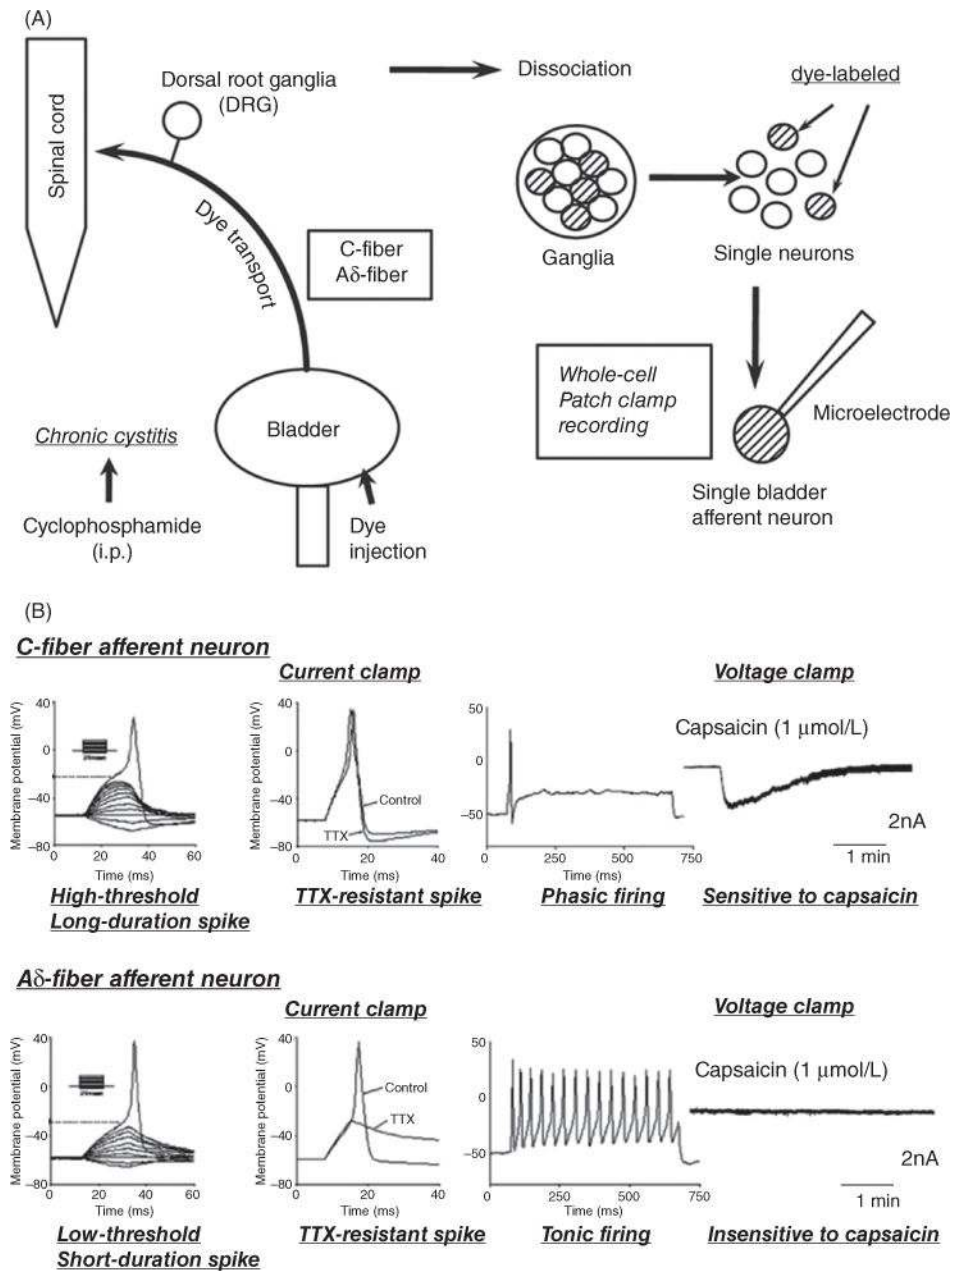 (A)
Spinal cord
Dorsal root ganglia
(DRG)
Dye transport
C-fiber
Aδ-fiber
Bladder
Chronic cystitis
Cyclophosphamide
(i.p.)
Dye
injection
Dissociation
dye-labeled
Ganglia
Single neurons
Whole-cell
Patch clamp
recording
Microelectrode
Single bladder
afferent neuron
(B)
C-fiber afferent neuron
Current clamp
Voltage clamp
Membrane potential (mV)
40
0
−40
−80
0 20 40 60
Time (ms)
High-threshold
Long-duration spike
Membrane potential (mV)
40
0
−40
−80
Control
TTX
0 20 40
Time (ms)
TTX-resistant spike
50
0
−50
0 250 500 750
Time (ms)
Phasic firing
Capsaicin (1 μmol/L)
2nA
1 min
Sensitive to capsaicin
Aδ-fiber afferent neuron
Current clamp
Voltage clamp
Membrane potential (mV)
40
0
−40
−80
0 20 40 60
Time (ms)
Low-threshold
Short-duration spike
Membrane potential (mV)
40
0
−40
−80
Control
TTX
0 20 40
Time (ms)
TTX-resistant spike
50
0
−50
0 250 500 750
Time (ms)
Tonic firing
Capsaicin (1 μmol/L)
2nA
1 min
Insensitive to capsaicin